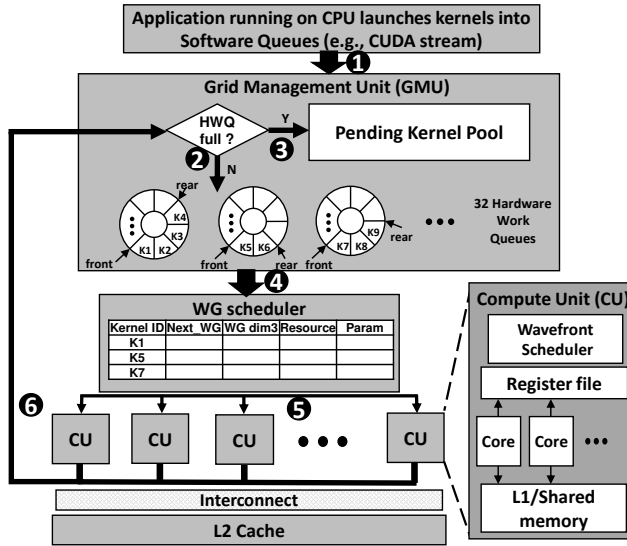 Application running on CPU launches kernels into
Software Queues (e.g., CUDA stream)
1
Grid Management Unit (GMU)
HWQ
full ?
Y
Pending Kernel Pool
2
3
N
rear
K4
K3
K1 K2
front
K5 K6
front
rear
K9
K7 K8
rear
front
32 Hardware
Work
Queues
4
WG scheduler
Kernel ID Next_WG WG dim3 Resource Param
K1
K5
K7
6
5
CU
CU
CU
CU
Interconnect
L2 Cache
Compute Unit (CU)
Wavefront
Scheduler
Register file
Core
Core
L1/Shared
memory